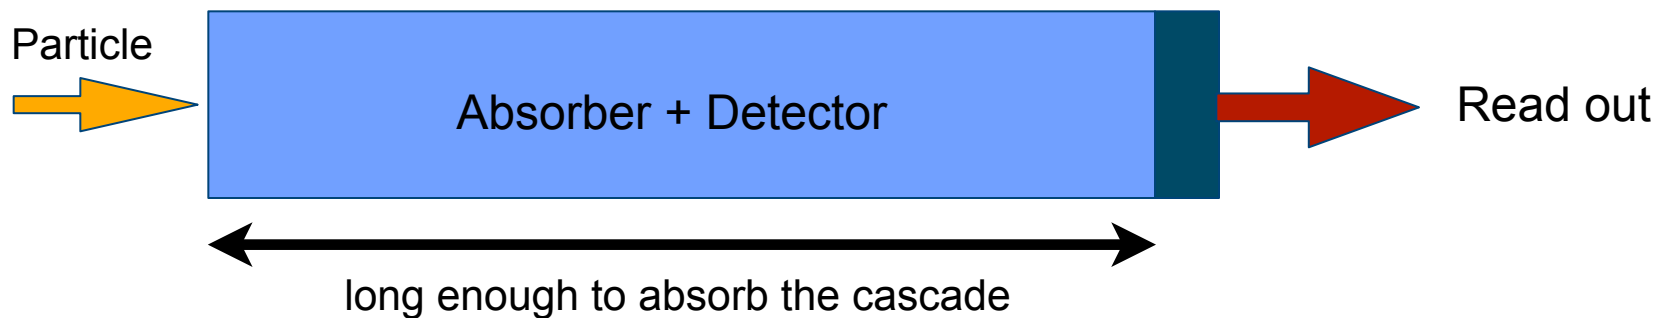 Particle
Absorber + Detector
Read out
long enough to absorb the cascade